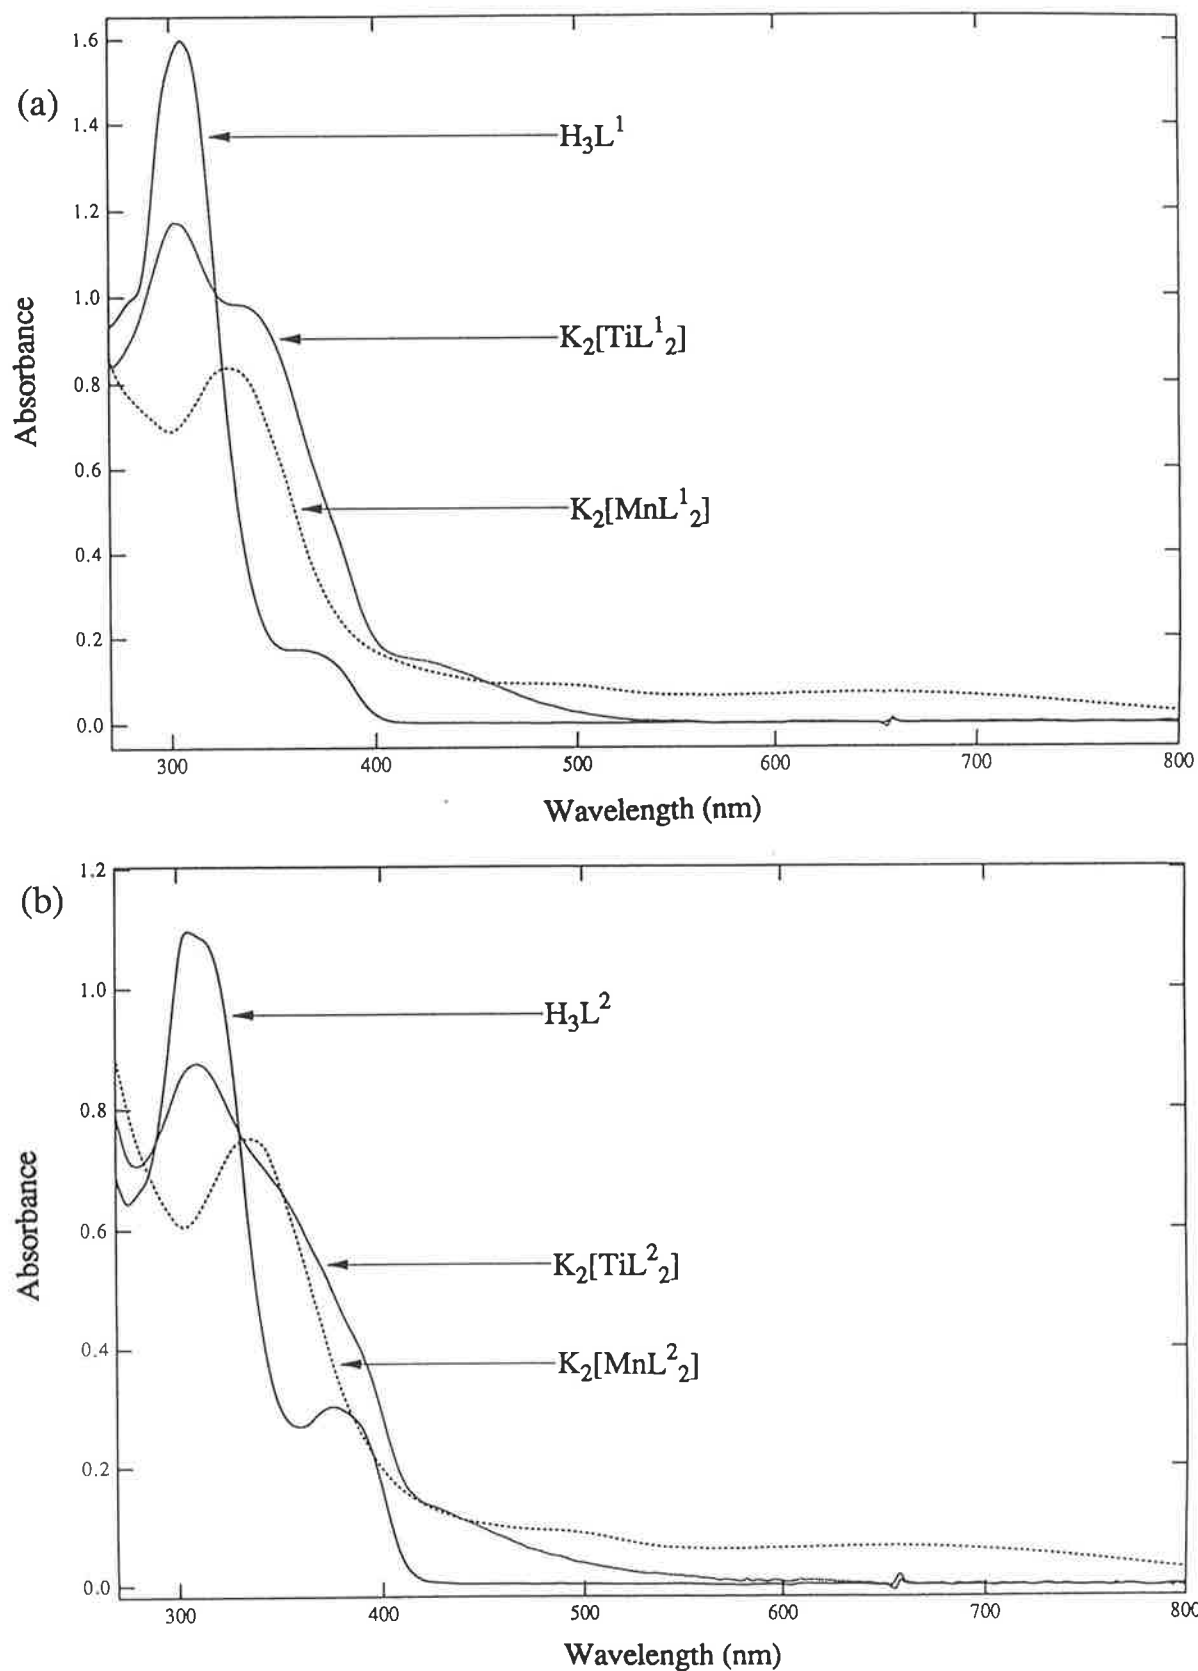 (a)
1.6
1.4
1.2
1.0
0.8
0.6
0.4
0.2
0.0
Absorbance
H₃L¹
K₂[TiL¹₂]
K₂[MnL¹₂]
300 400 500 600 700 800
Wavelength (nm)
(b)
1.2
1.0
0.8
0.6
0.4
0.2
0.0
Absorbance
H₃L²
K₂[TiL²₂]
K₂[MnL²₂]
300 400 500 600 700 800
Wavelength (nm)